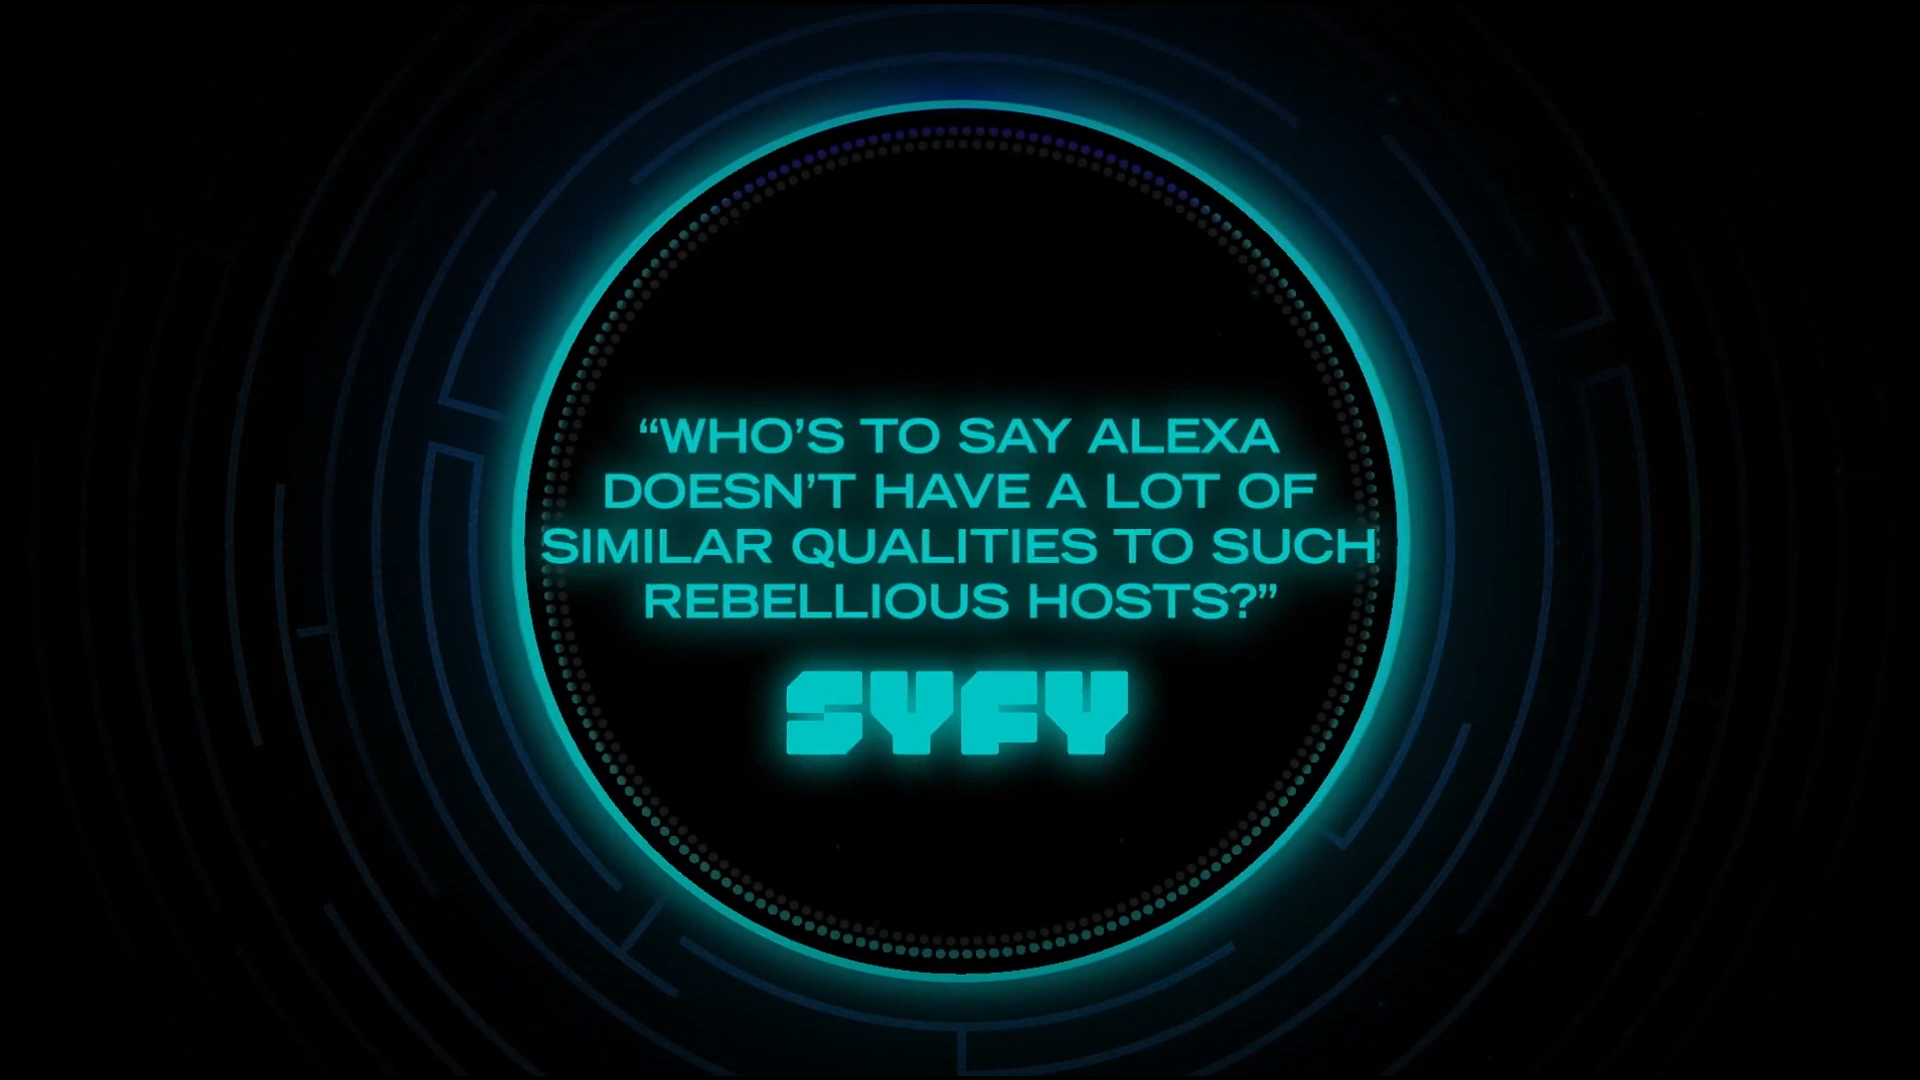 “WHO’S TO SAY ALEXA
DOESN’T HAVE A LOT OF
SIMILAR QUALITIES TO SUCH
REBELLIOUS HOSTS?”
SYFY